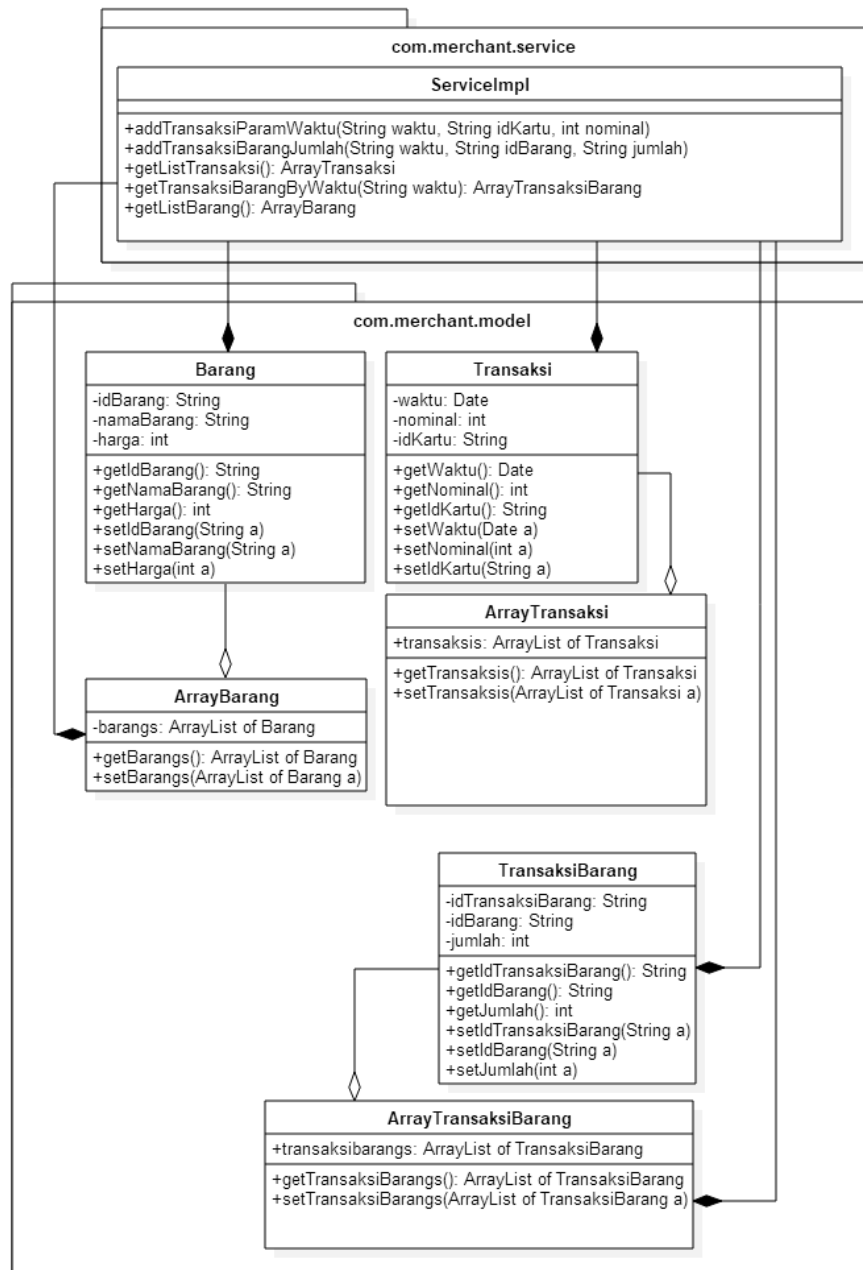 com.merchant.service
ServiceImpl
+addTransaksiParamWaktu(String waktu, String idKartu, int nominal)
+addTransaksiBarangJumlah(String waktu, String idBarang, String jumlah)
+getListTransaksi(): ArrayTransaksi
+getTransaksiBarangByWaktu(String waktu): ArrayTransaksiBarang
+getListBarang(): ArrayBarang
com.merchant.model
Barang
-idBarang: String
-namaBarang: String
-harga: int
+getIdBarang(): String
+getNamaBarang(): String
+getHarga(): int
+setIdBarang(String a)
+setNamaBarang(String a)
+setHarga(int a)
Transaksi
-waktu: Date
-nominal: int
-idKartu: String
+getWaktu(): Date
+getNominal(): int
+getIdKartu(): String
+setWaktu(Date a)
+setNominal(int a)
+setIdKartu(String a)
ArrayTransaksi
+transaksis: ArrayList of Transaksi
+getTransaksis(): ArrayList of Transaksi
+setTransaksis(ArrayList of Transaksi a)
ArrayBarang
-barangs: ArrayList of Barang
+getBarangs(): ArrayList of Barang
+setBarangs(ArrayList of Barang a)
TransaksiBarang
-idTransaksiBarang: String
-idBarang: String
-jumlah: int
+getIdTransaksiBarang(): String
+getIdBarang(): String
+getJumlah(): int
+setIdTransaksiBarang(String a)
+setIdBarang(String a)
+setJumlah(int a)
ArrayTransaksiBarang
+transaksibarangs: ArrayList of TransaksiBarang
+getTransaksiBarangs(): ArrayList of TransaksiBarang
+setTransaksiBarangs(ArrayList of TransaksiBarang a)